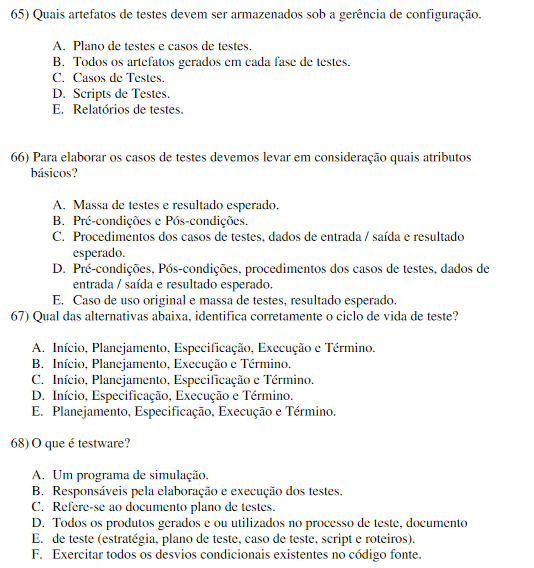 65) Quais artefatos de testes devem ser armazenados sob a gerência de configuração.
A. Plano de testes e casos de testes.
B. Todos os artefatos gerados em cada fase de testes.
C. Casos de Testes.
D. Scripts de Testes.
E. Relatórios de testes.
66) Para elaborar os casos de testes devemos levar em consideração quais atributos
básicos?
A. Massa de testes e resultado esperado.
B. Pré-condições e Pós-condições.
C. Procedimentos dos casos de testes, dados de entrada / saída e resultado
esperado.
D. Pré-condições, Pós-condições, procedimentos dos casos de testes, dados de
entrada / saída e resultado esperado.
E. Caso de uso original e massa de testes, resultado esperado.
67) Qual das alternativas abaixa, identifica corretamente o ciclo de vida de teste?
A. Início, Planejamento, Especificação, Execução e Término.
B. Início, Planejamento, Execução e Término.
C. Início, Planejamento, Especificação e Término.
D. Início, Especificação, Execução e Término.
E. Planejamento, Especificação, Execução e Término.
68) O que é testware?
A. Um programa de simulação.
B. Responsáveis pela elaboração e execução dos testes.
C. Refere-se ao documento plano de testes.
D. Todos os produtos gerados e ou utilizados no processo de teste, documento
E. de teste (estratégia, plano de teste, caso de teste, script e roteiros).
F. Exercitar todos os desvios condicionais existentes no código fonte.